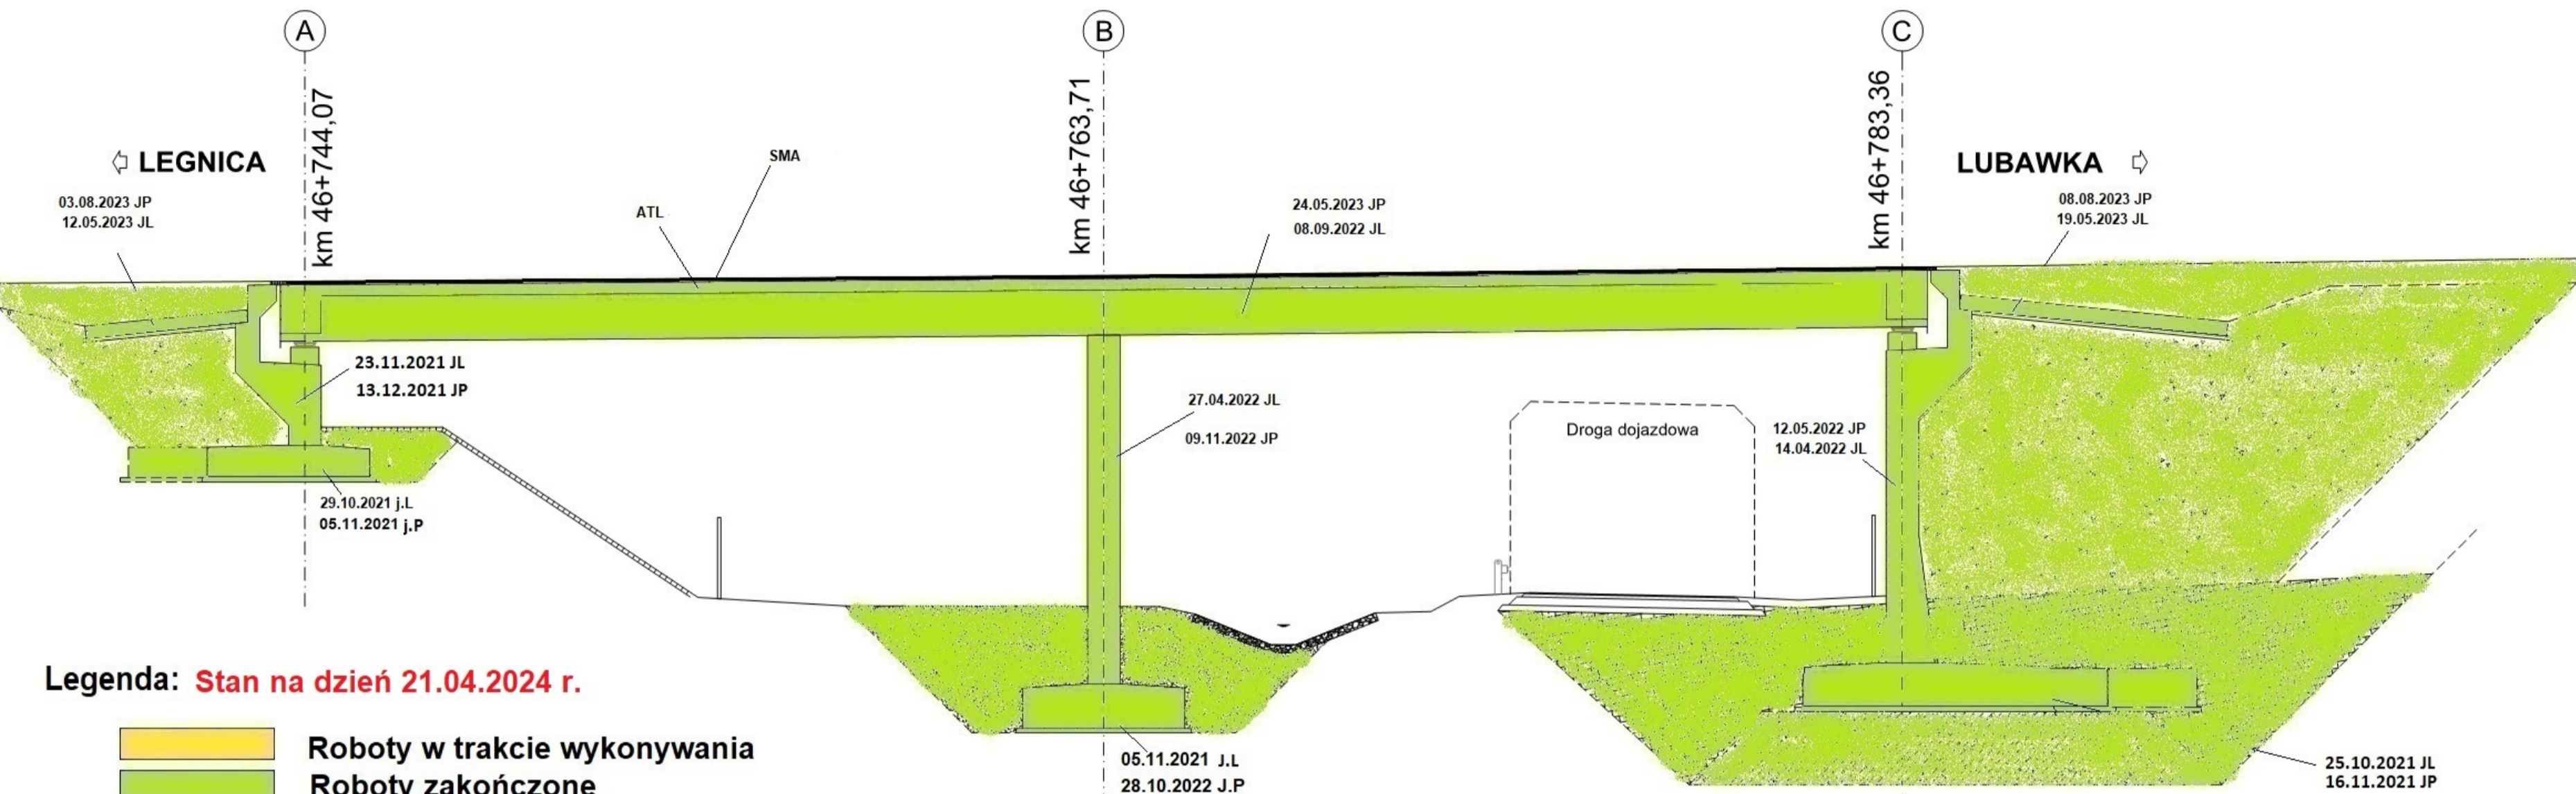 A
B
C
km 46+744,07
km 46+763,71
km 46+783,36
LEGNICA
LUBAWKA
03.08.2023 JP
12.05.2023 JL
SMA
ATL
24.05.2023 JP
08.09.2022 JL
08.08.2023 JP
19.05.2023 JL
23.11.2021 JL
13.12.2021 JP
27.04.2022 JL
09.11.2022 JP
Droga dojazdowa
12.05.2022 JP
14.04.2022 JL
29.10.2021 j.L
05.11.2021 j.P
Legenda: Stan na dzień 21.04.2024 r.
Roboty w trakcie wykonywania
Roboty zakończone
05.11.2021 J.L
28.10.2022 J.P
25.10.2021 JL
16.11.2021 JP